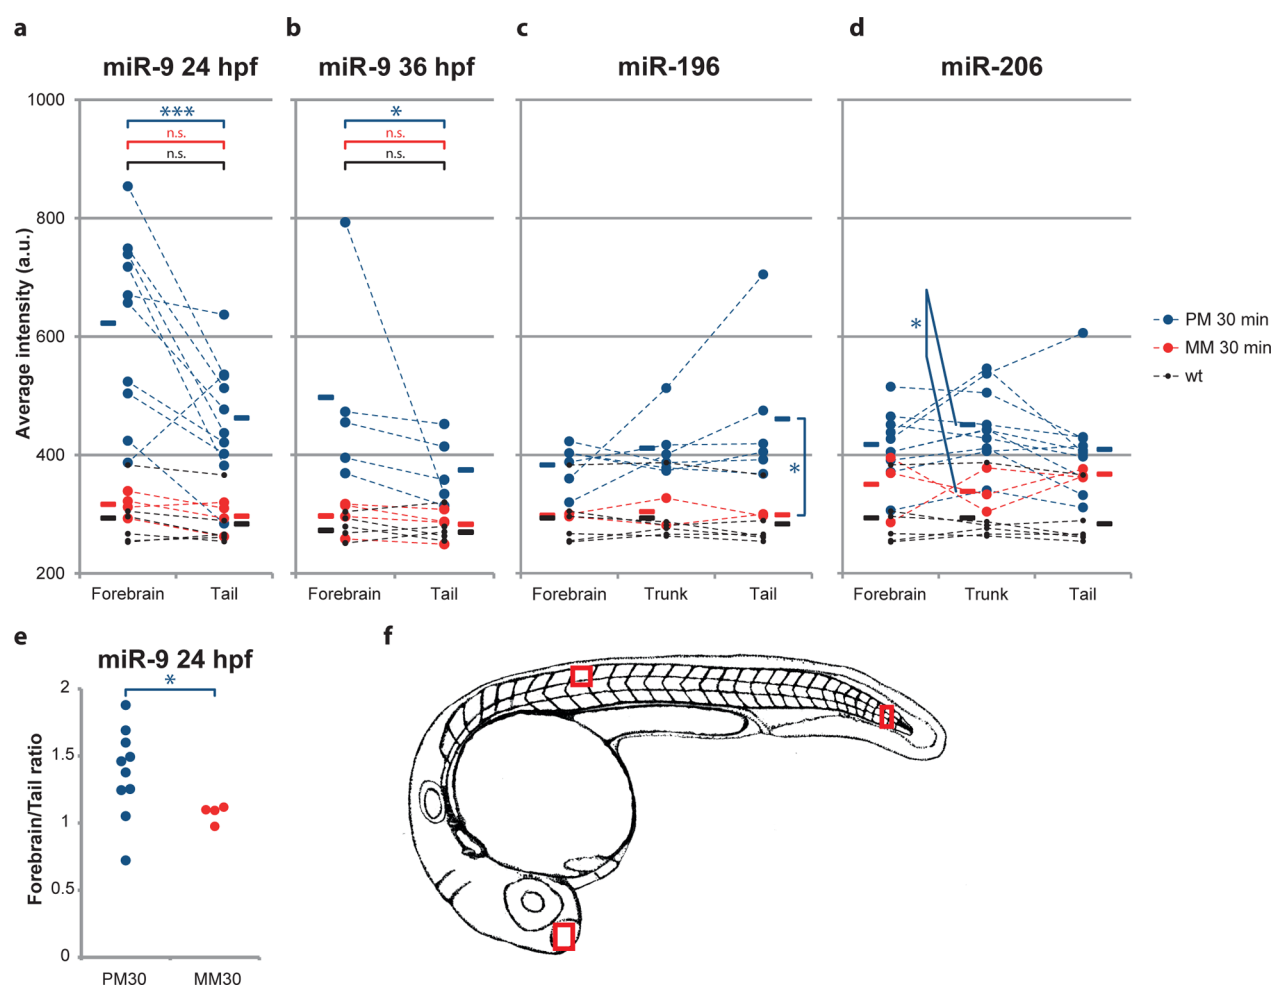 a b c d
miR-9 24 hpf miR-9 36 hpf miR-196 miR-206
1000
*** *
n.s. n.s.
n.s. n.s.
800
600
400
200
Average intensity (a.u.)
*
*
PM 30 min
MM 30 min
wt
Forebrain Tail Forebrain Tail Forebrain Trunk Tail Forebrain Trunk Tail
e f
miR-9 24 hpf
*
2
1.5
1
0.5
0
Forebrain/Tail ratio
PM30 MM30